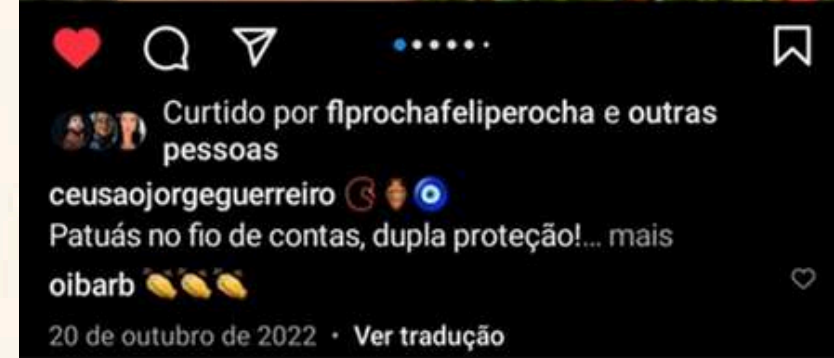 Curtido por flprochafeliperocha e outras
pessoas
ceusaojorgeguerreiro 📿🏺🧿
Patuás no fio de contas, dupla proteção!... mais
oibarb 👏👏👏
20 de outubro de 2022 • Ver tradução